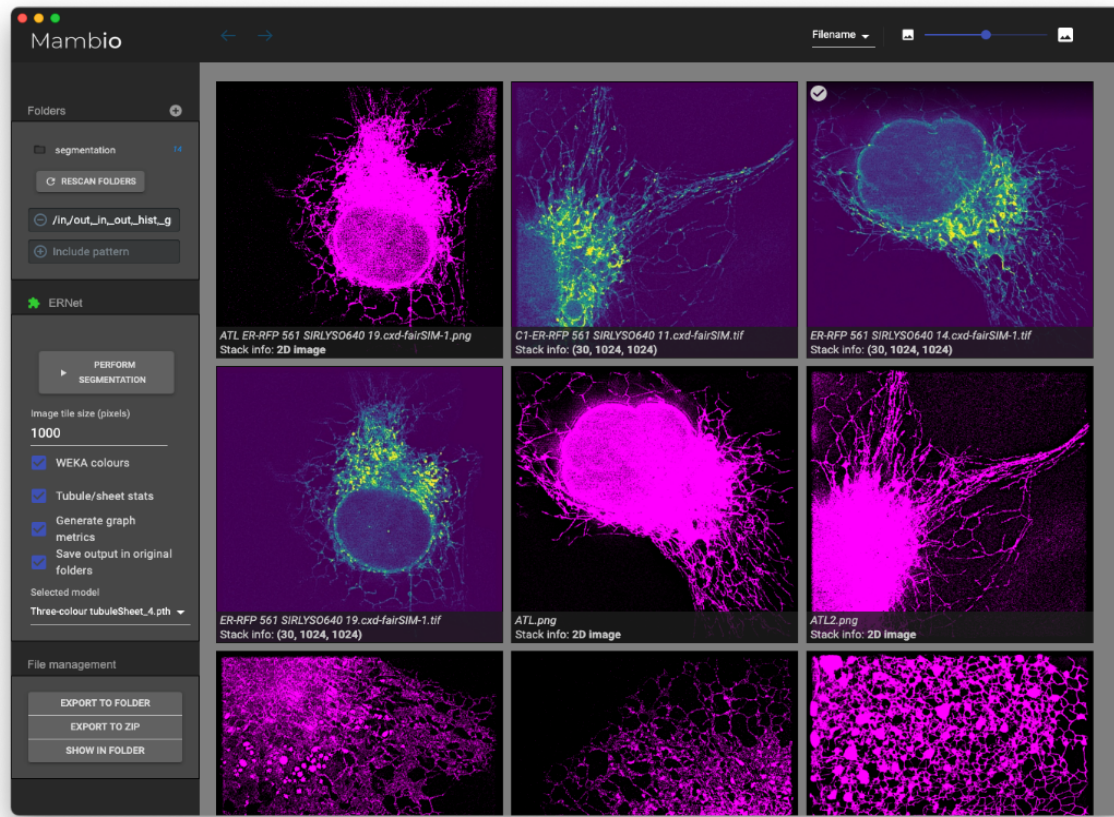 Mambio
Filename
Folders
segmentation 14
RESCAN FOLDERS
/in,/out_in,_out,_hist,_g
Include pattern
ERNet
PERFORM
SEGMENTATION
Image tile size (pixels)
1000
WEKA colours
Tubule/sheet stats
Generate graph
metrics
Save output in original
folders
Selected model
Three-colour tubuleSheet_4.pth
File management
EXPORT TO FOLDER
EXPORT TO ZIP
SHOW IN FOLDER
ATL ER-RFP 561 SIRLYSO640 19.cxd-fairSIM-1.png
Stack info: 2D image
C1-ER-RFP 561 SIRLYSO640 11.cxd-fairSIM.tif
Stack info: (30, 1024, 1024)
ER-RFP 561 SIRLYSO640 14.cxd-fairSIM-1.tif
Stack info: (30, 1024, 1024)
ER-RFP 561 SIRLYSO640 19.cxd-fairSIM-1.tif
Stack info: (30, 1024, 1024)
ATL.png
Stack info: 2D image
ATL2.png
Stack info: 2D image